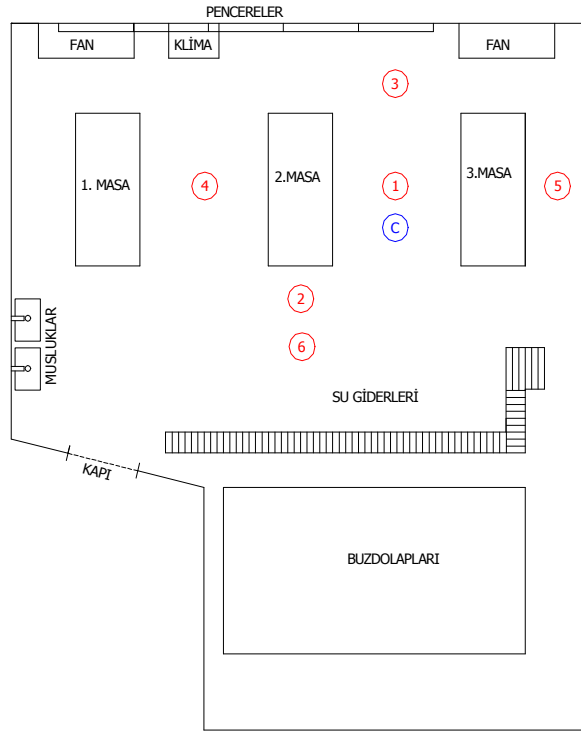 PENCERELER
FAN
KLİMA
FAN
3
1. MASA
4
2.MASA
1
3.MASA
5
C
2
MUSLUKLAR
6
SU GİDERLERİ
KAPI
BUZDOLAPLARI